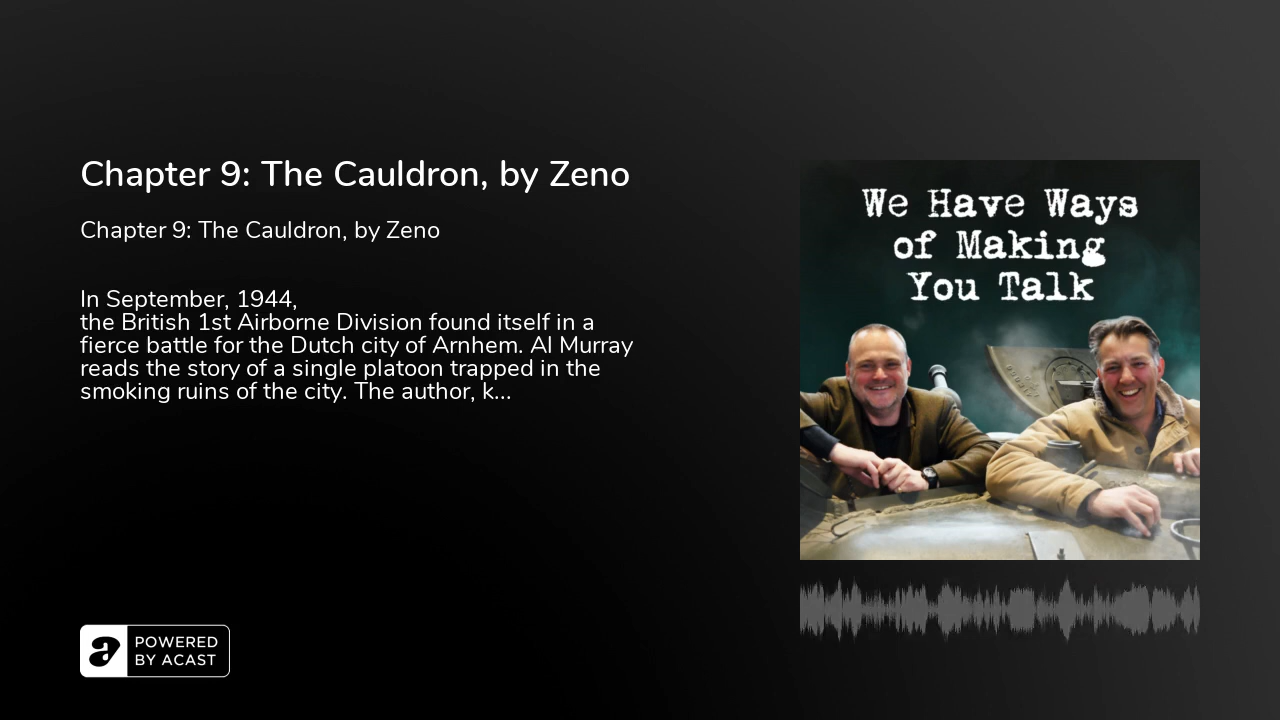 Chapter 9: The Cauldron, by Zeno
Chapter 9: The Cauldron, by Zeno
In September, 1944,
the British 1st Airborne Division found itself in a
fierce battle for the Dutch city of Arnhem. Al Murray
reads the story of a single platoon trapped in the
smoking ruins of the city. The author, k...
We Have Ways
of Making
You Talk
POWERED
BY ACAST